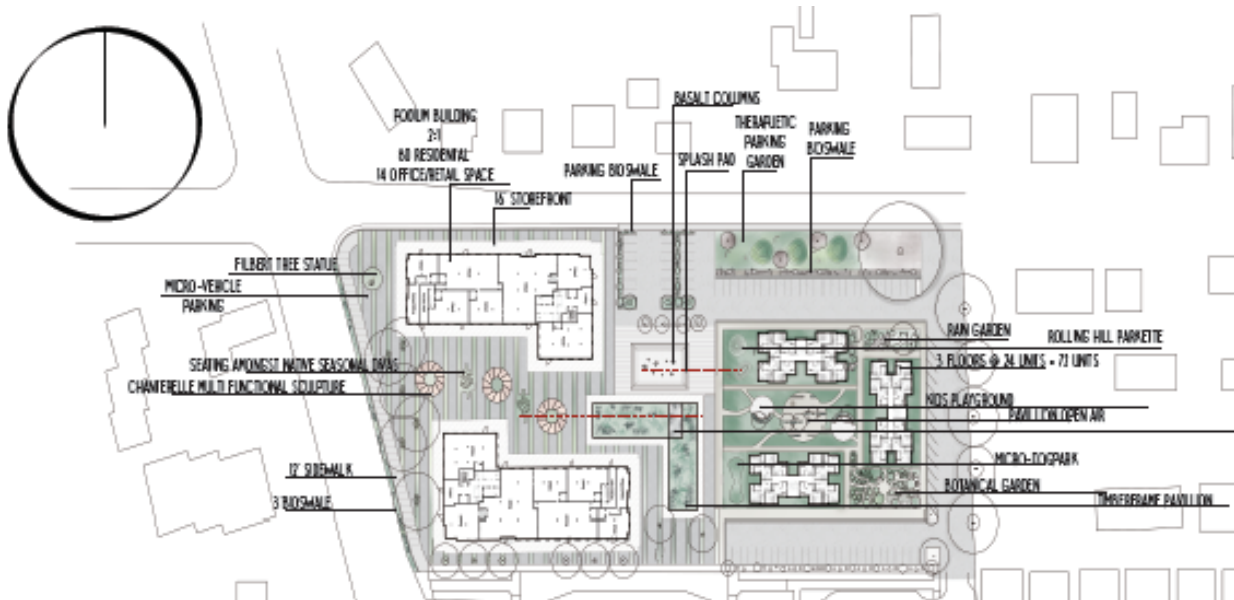 PODIUM BUILDING
2:1
60 RESIDENTIAL
14 OFFICE/RETAIL SPACE
16' STOREFRONT
BASALT COLUMNS
THERAPUETIC
PARKING
GARDEN
PARKING
BIOSWALE
PARKING BIOSWALE
SPLASH PAD
FILBERT TREE STATUE
MICRO-VEHICLE
PARKING
SEATING AMONGST NATIVE SEASONAL
CHANTERELLE MULTI FUNCTIONAL SCULPTURE
12' SIDEWALK
3 BIOSWALE
RAIN GARDEN
ROLLING HILL PARKETTE
3 FLOORS @ 24 UNITS = 72 UNITS
KIDS PLAYGROUND
PAVILLION OPEN AIR
MICRO-DOGPARK
BOTANICAL GARDEN
TIMBERFRAME PAVILLION